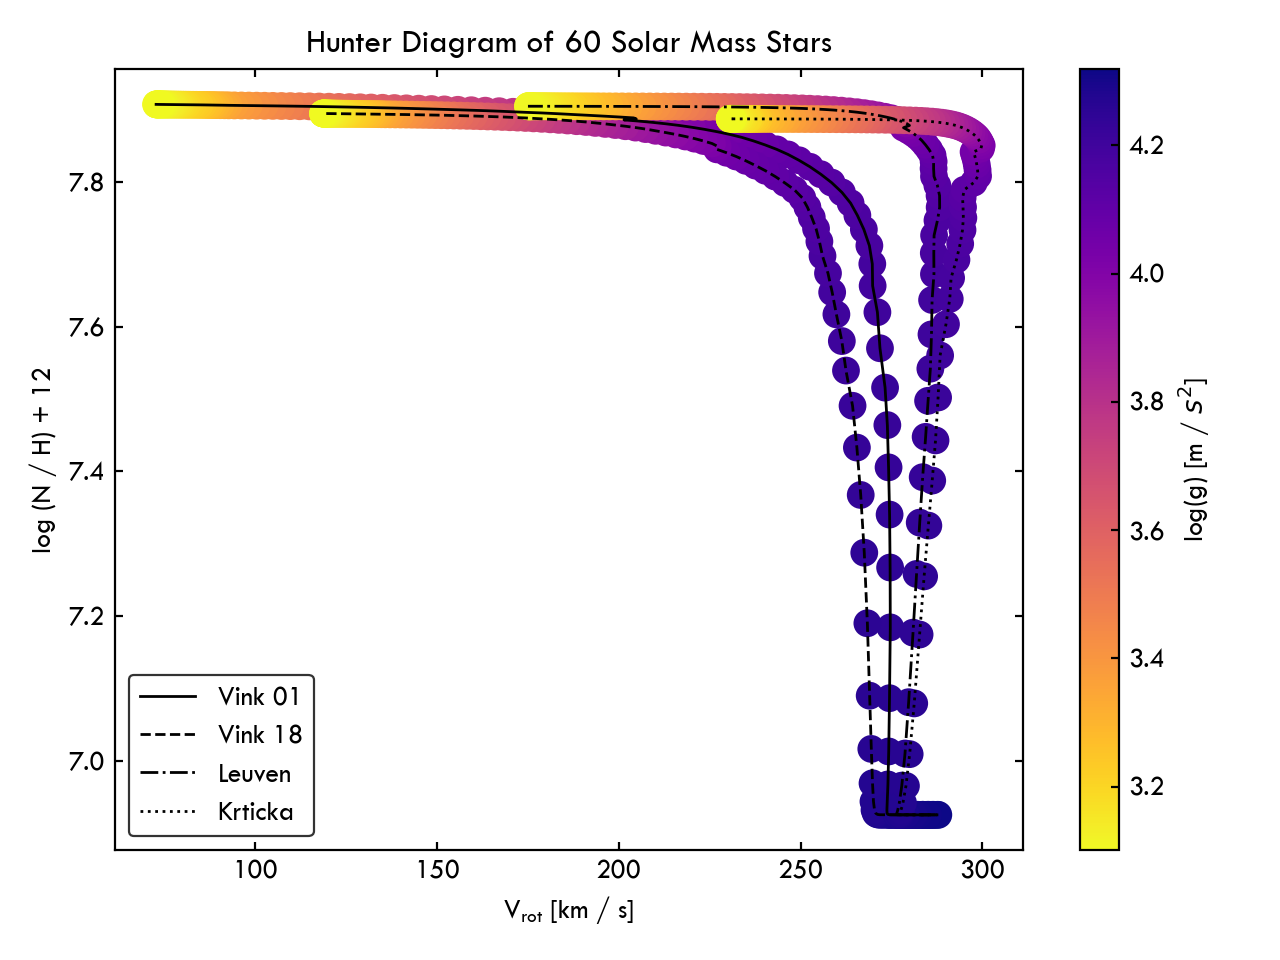 Hunter Diagram of 60 Solar Mass Stars
7.8
7.6
7.4
7.2
7.0
log (N / H) + 12
100
150
200
250
300
V_rot [km / s]
Vink 01
Vink 18
Leuven
Krticka
4.2
4.0
3.8
3.6
3.4
3.2
log(g) [m / s²]